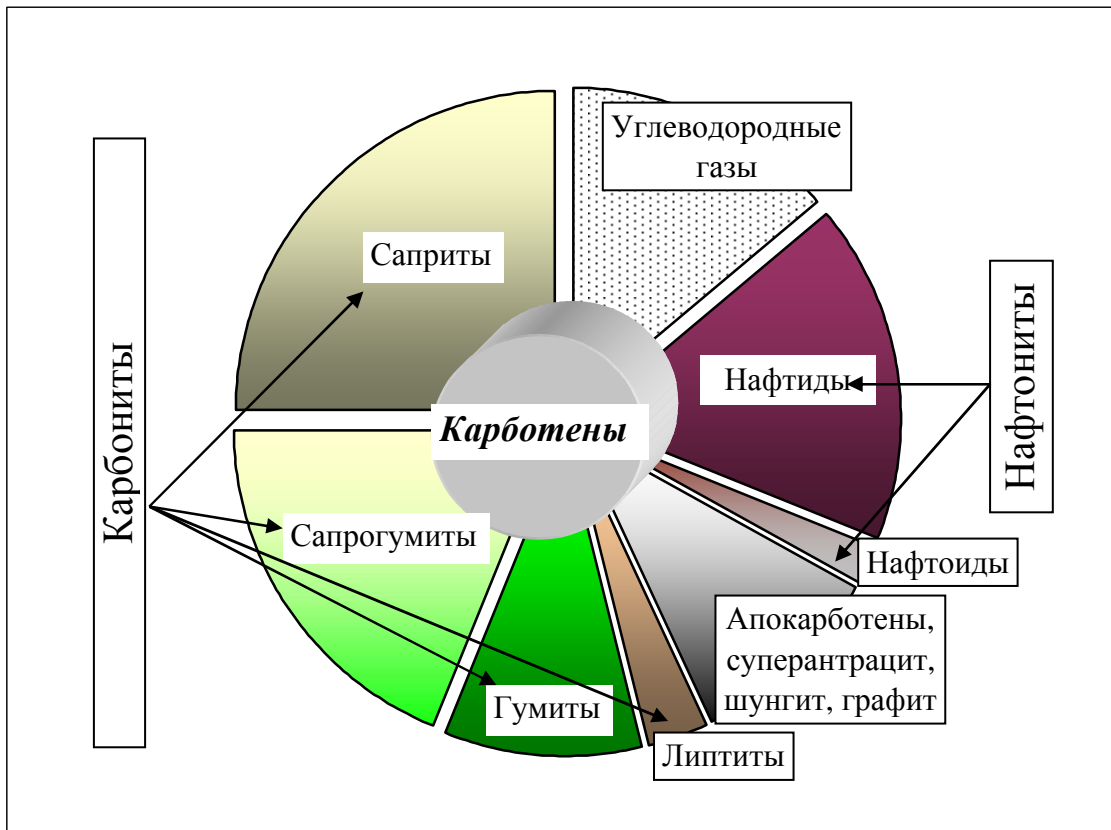 Углеводородные
газы
Саприты
Карбониты
Нафтиды
Нафтониты
Карботены
Сапрогумиты
Нафтоиды
Апокарботены,
суперантрацит,
шунгит, графит
Гумиты
Липтиты